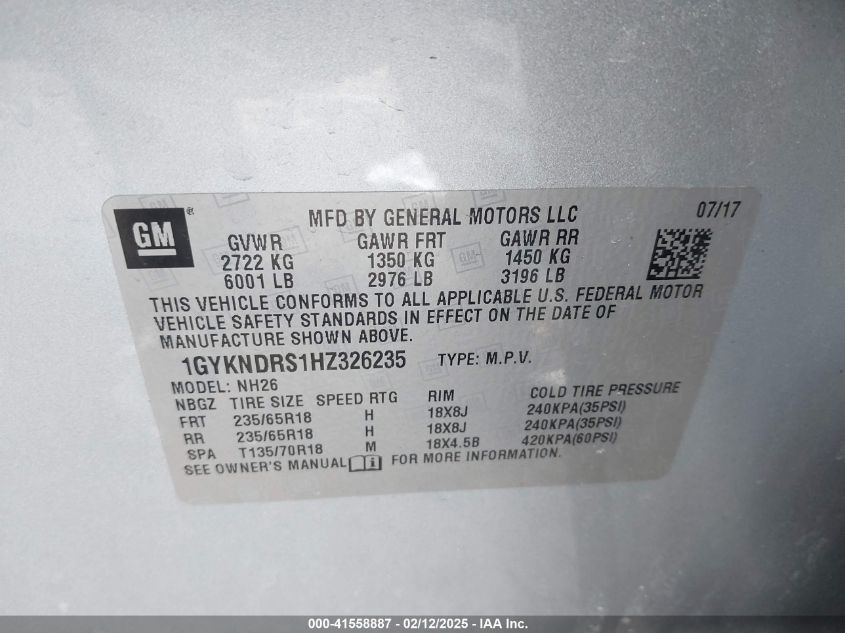 GM®
MFD BY GENERAL MOTORS LLC 07/17
GVWR GAWR FRT GAWR RR
2722 KG 1350 KG 1450 KG
6001 LB 2976 LB 3196 LB
THIS VEHICLE CONFORMS TO ALL APPLICABLE U.S. FEDERAL MOTOR
VEHICLE SAFETY STANDARDS IN EFFECT ON THE DATE OF
MANUFACTURE SHOWN ABOVE.
1GYKNDRS1HZ326235 TYPE: M.P.V.
MODEL: NH26
NBGZ TIRE SIZE SPEED RTG RIM COLD TIRE PRESSURE
FRT 235/65R18 H 18X8J 240KPA(35PSI)
RR 235/65R18 H 18X8J 240KPA(35PSI)
SPA T135/70R18 M 18X4.5B 420KPA(60PSI)
SEE OWNER'S MANUAL FOR MORE INFORMATION.
000-41558887 - 02/12/2025 - IAA Inc.